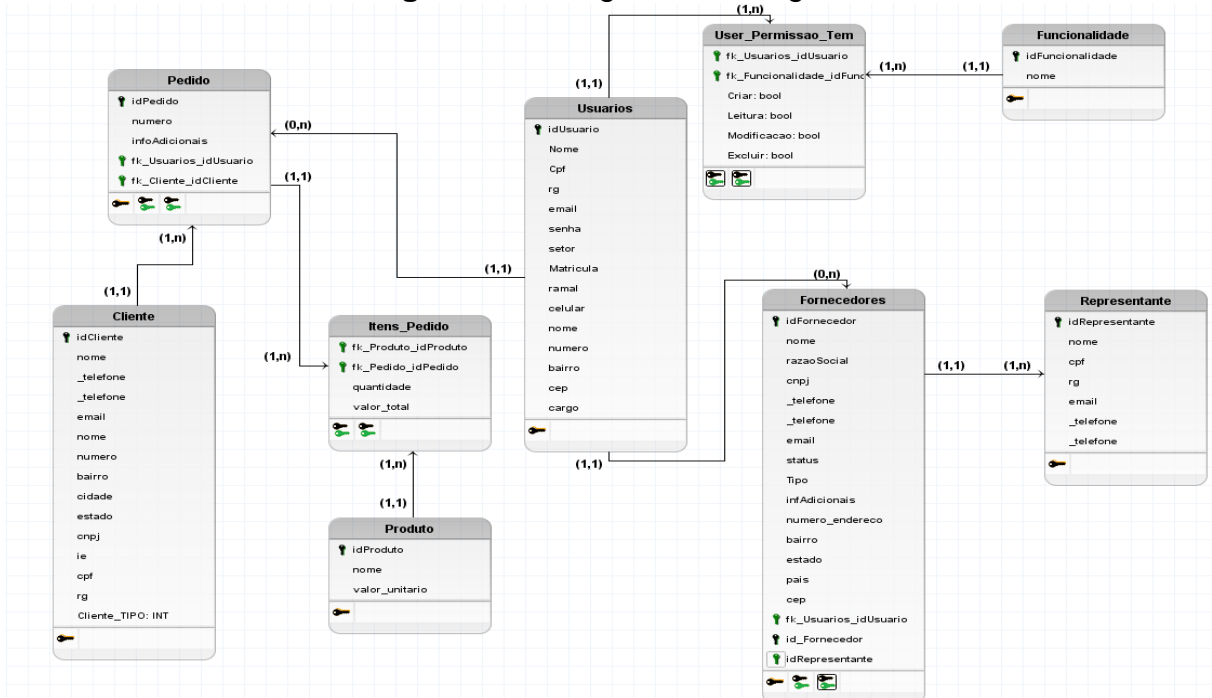 (1,n)
User_Permissao_Tem
fk_Usuarios_idUsuario
fk_Funcionalidade_idFunc
Criar: bool
Leitura: bool
Modificacao: bool
Excluir: bool
(1,n)
(1,1)
Funcionalidade
idFuncionalidade
nome
(1,1)
Pedido
idPedido
numero
infoAdicionais
fk_Usuarios_idUsuario
fk_Cliente_idCliente
(0,n)
(1,1)
(1,n)
(1,1)
Usuarios
idUsuario
Nome
Cpf
rg
email
senha
setor
Matricula
ramal
celular
nome
numero
bairro
cep
cargo
(1,1)
(1,1)
Cliente
idCliente
nome
_telefone
_telefone
email
nome
numero
bairro
cidade
estado
cnpj
ie
cpf
rg
Cliente_TIPO: INT
(1,n)
Itens_Pedido
fk_Produto_idProduto
fk_Pedido_idPedido
quantidade
valor_total
(1,n)
(1,1)
Produto
idProduto
nome
valor_unitario
(0,n)
Fornecedores
idFornecedor
nome
razaoSocial
cnpj
_telefone
_telefone
email
status
Tipo
infAdicionais
numero_endereco
bairro
estado
pais
cep
fk_Usuarios_idUsuario
id_Fornecedor
idRepresentante
(1,1)
(1,n)
Representante
idRepresentante
nome
cpf
rg
email
_telefone
_telefone